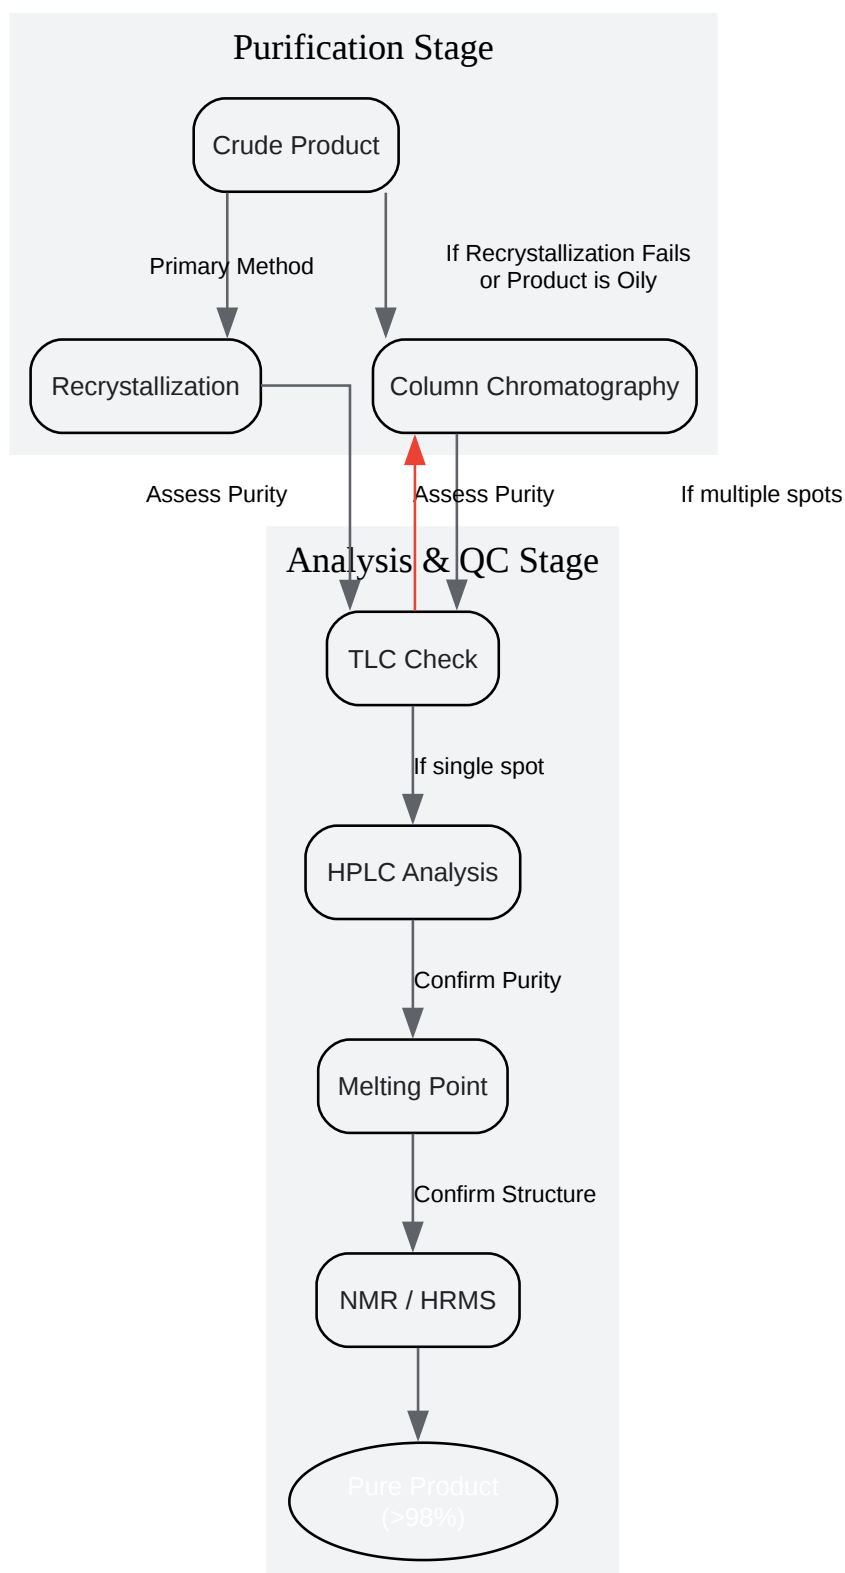 Purification Stage
Crude Product
Primary Method
If Recrystallization Fails
or Product is Oily
Recrystallization
Column Chromatography
Assess Purity
Assess Purity
If multiple spots
Analysis & QC Stage
TLC Check
If single spot
HPLC Analysis
Confirm Purity
Melting Point
Confirm Structure
NMR / HRMS
Pure Product
(>98%)